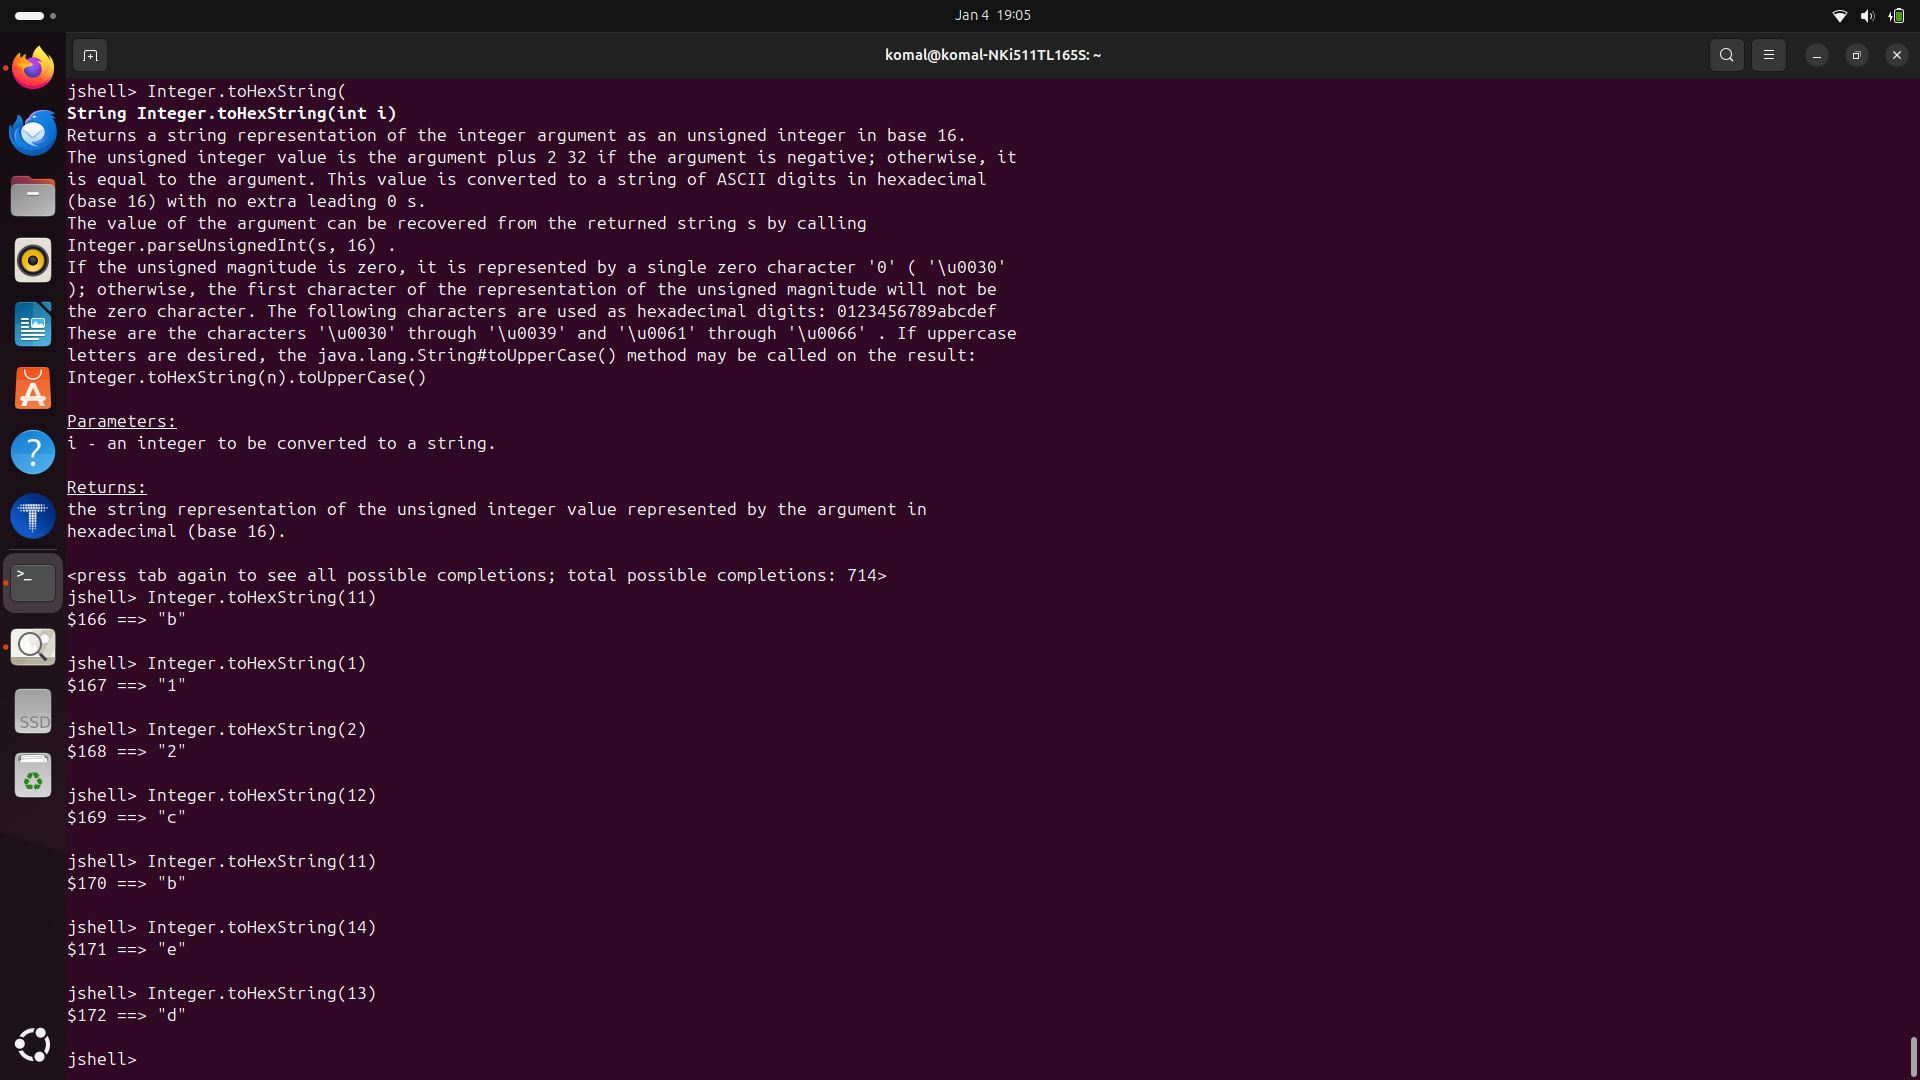 Jan 4 19:05
komal@komal-NKi511TL165S: ~
jshell> Integer.toHexString(
String Integer.toHexString(int i)
Returns a string representation of the integer argument as an unsigned integer in base 16.
The unsigned integer value is the argument plus 2 32 if the argument is negative; otherwise, it
is equal to the argument. This value is converted to a string of ASCII digits in hexadecimal
(base 16) with no extra leading 0 s.
The value of the argument can be recovered from the returned string s by calling
Integer.parseUnsignedInt(s, 16) .
If the unsigned magnitude is zero, it is represented by a single zero character '0' ( '\u0030'
); otherwise, the first character of the representation of the unsigned magnitude will not be
the zero character. The following characters are used as hexadecimal digits: 0123456789abcdef
These are the characters '\u0030' through '\u0039' and '\u0061' through '\u0066' . If uppercase
letters are desired, the java.lang.String#toUpperCase() method may be called on the result:
Integer.toHexString(n).toUpperCase()
Parameters:
i - an integer to be converted to a string.
Returns:
the string representation of the unsigned integer value represented by the argument in
hexadecimal (base 16).
<press tab again to see all possible completions; total possible completions: 714>
jshell> Integer.toHexString(11)
$166 ==> "b"
jshell> Integer.toHexString(1)
$167 ==> "1"
jshell> Integer.toHexString(2)
$168 ==> "2"
jshell> Integer.toHexString(12)
$169 ==> "c"
jshell> Integer.toHexString(11)
$170 ==> "b"
jshell> Integer.toHexString(14)
$171 ==> "e"
jshell> Integer.toHexString(13)
$172 ==> "d"
jshell>
SSD